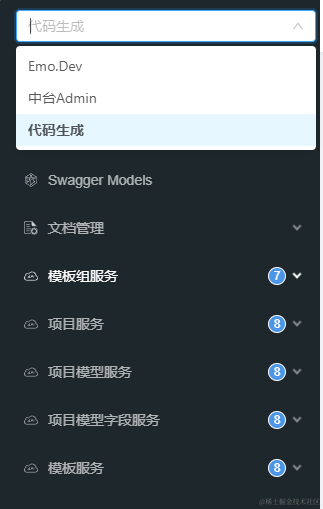 代码生成
Emo.Dev
中台Admin
代码生成
Swagger Models
文档管理
模板组服务 7
项目服务 8
项目模型服务 8
项目模型字段服务 8
模板服务 8
@稀土掘金技术社区